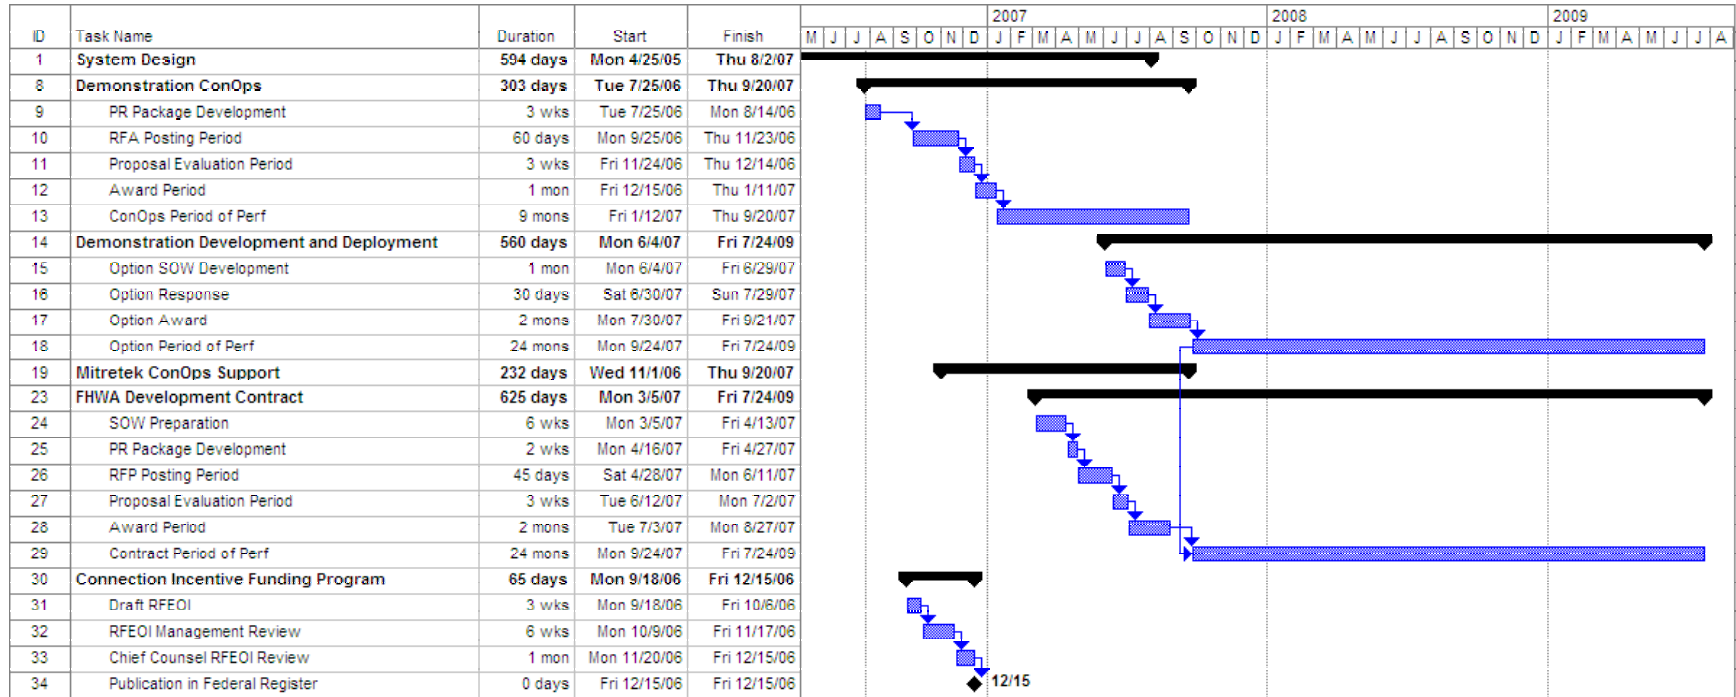 2007 2008 2009
ID Task Name Duration Start Finish M J J A S O N D J F M A M J J A S O N D J F M A M J J A S O N D J F M A M J J A
1 System Design 594 days Mon 4/25/05 Thu 8/2/07
8 Demonstration ConOps 303 days Tue 7/25/06 Thu 9/20/07
9 PR Package Development 3 wks Tue 7/25/06 Mon 8/14/06
10 RFA Posting Period 60 days Mon 9/25/06 Thu 11/23/06
11 Proposal Evaluation Period 3 wks Fri 11/24/06 Thu 12/14/06
12 Award Period 1 mon Fri 12/15/06 Thu 1/11/07
13 ConOps Period of Perf 9 mons Fri 1/12/07 Thu 9/20/07
14 Demonstration Development and Deployment 560 days Mon 6/4/07 Fri 7/24/09
15 Option SOW Development 1 mon Mon 6/4/07 Fri 6/29/07
16 Option Response 30 days Sat 6/30/07 Sun 7/29/07
17 Option Award 2 mons Mon 7/30/07 Fri 9/21/07
18 Option Period of Perf 24 mons Mon 9/24/07 Fri 7/24/09
19 Mitretek ConOps Support 232 days Wed 11/1/06 Thu 9/20/07
23 FHWA Development Contract 625 days Mon 3/5/07 Fri 7/24/09
24 SOW Preparation 6 wks Mon 3/5/07 Fri 4/13/07
25 PR Package Development 2 wks Mon 4/16/07 Fri 4/27/07
26 RFP Posting Period 45 days Sat 4/28/07 Mon 6/11/07
27 Proposal Evaluation Period 3 wks Tue 6/12/07 Mon 7/2/07
28 Award Period 2 mons Tue 7/3/07 Mon 8/27/07
29 Contract Period of Perf 24 mons Mon 9/24/07 Fri 7/24/09
30 Connection Incentive Funding Program 65 days Mon 9/18/06 Fri 12/15/06
31 Draft RFEOI 3 wks Mon 9/18/06 Fri 10/6/06
32 RFEOI Management Review 6 wks Mon 10/9/06 Fri 11/17/06
33 Chief Counsel RFEOI Review 1 mon Mon 11/20/06 Fri 12/15/06
34 Publication in Federal Register 0 days Fri 12/15/06 Fri 12/15/06 12/15